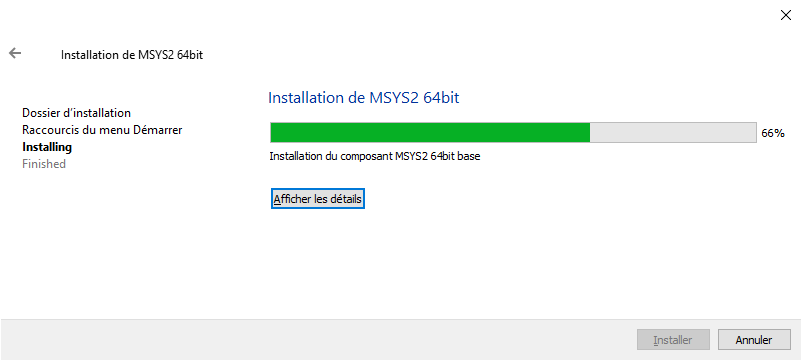 Installation de MSYS2 64bit
Dossier d'installation
Raccourcis du menu Démarrer
Installing
Finished
Installation de MSYS2 64bit
66%
Installation du composant MSYS2 64bit base
Afficher les détails
Installer
Annuler